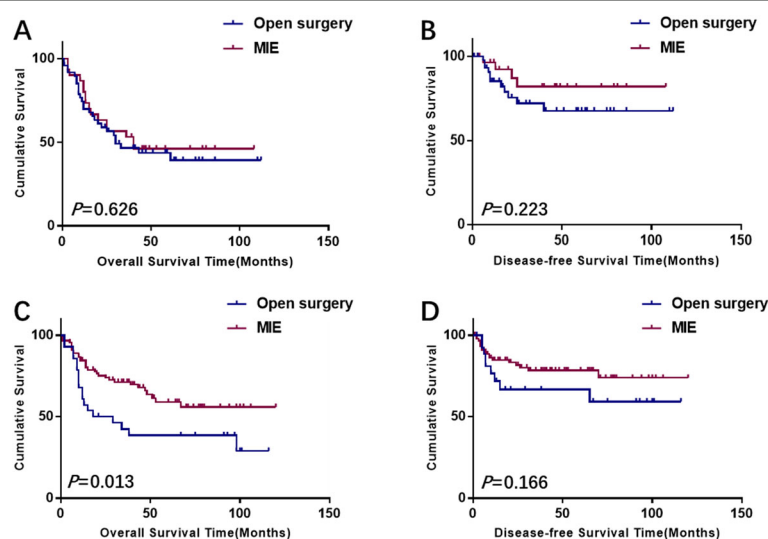 A
Open surgery
MIE
Cumulative Survival
100
50
0
P=0.626
0 50 100 150
Overall Survival Time(Months)
B
Open surgery
MIE
Cumulative Survival
100
50
0
P=0.223
0 50 100 150
Disease-free Survival Time(Months)
C
Open surgery
MIE
Cumulative Survival
100
50
0
P=0.013
0 50 100 150
Overall Survival Time(Months)
D
Open surgery
MIE
Cumulative Survival
100
50
0
P=0.166
0 50 100 150
Disease-free Survival Time(Months)